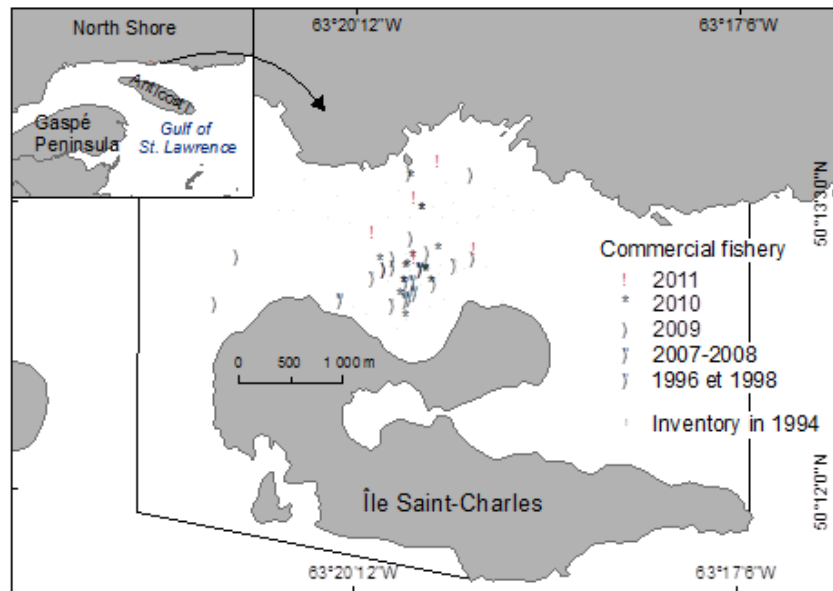 North Shore
Anticosti
Gaspé
Peninsula
Gulf of
St. Lawrence
63°20'12"W
63°17'6"W
50°13'30"N
Commercial fishery
! 2011
* 2010
) 2009
2007-2008
1996 et 1998
Inventory in 1994
0 500 1 000 m
Île Saint-Charles
50°12'0"N
63°20'12"W
63°17'6"W